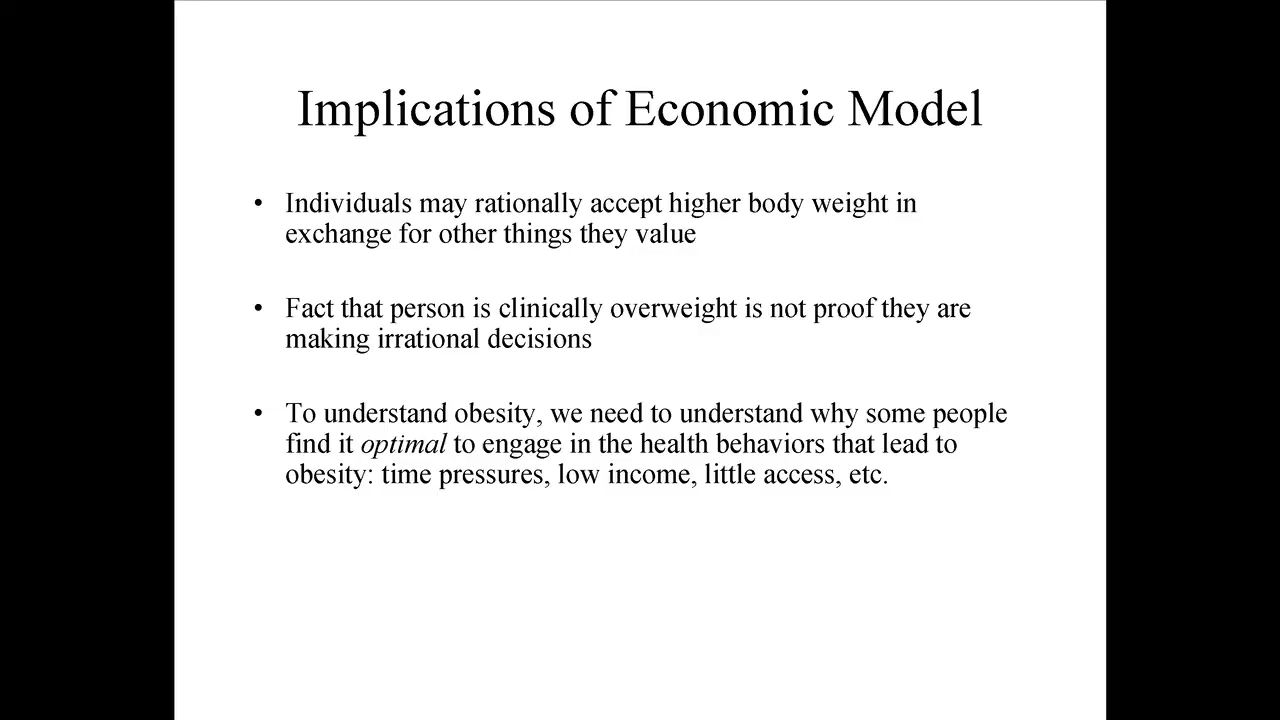 Implications of Economic Model
• Individuals may rationally accept higher body weight in
exchange for other things they value
• Fact that person is clinically overweight is not proof they are
making irrational decisions
• To understand obesity, we need to understand why some people
find it optimal to engage in the health behaviors that lead to
obesity: time pressures, low income, little access, etc.